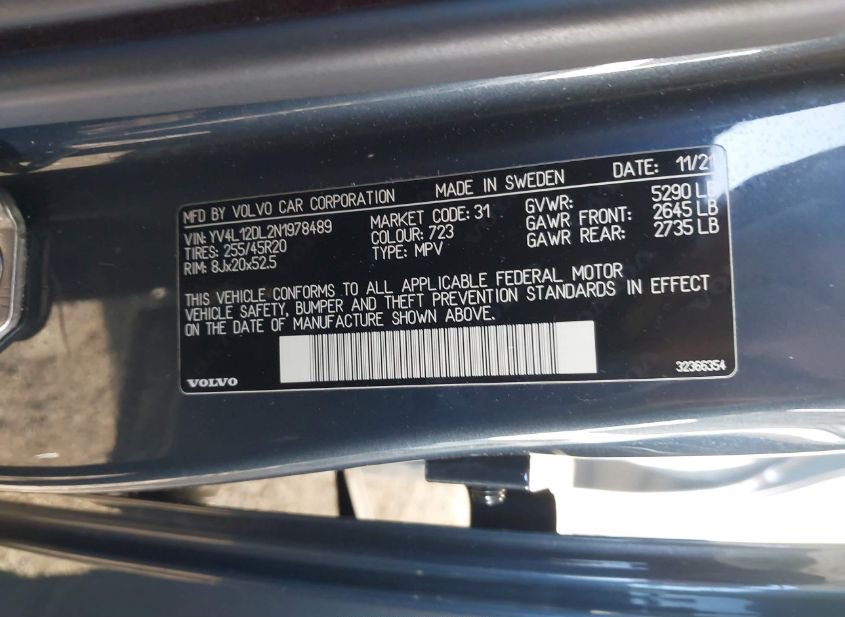 MFD BY VOLVO CAR CORPORATION MADE IN SWEDEN DATE: 11/21
VIN: YV4L12DL2N1978489 MARKET CODE: 31 GVWR: 5290 LB
TIRES: 255/45R20 COLOUR: 723 GAWR FRONT: 2645 LB
RIM: 8Jx20x52.5 TYPE: MPV GAWR REAR: 2735 LB
THIS VEHICLE CONFORMS TO ALL APPLICABLE FEDERAL MOTOR
VEHICLE SAFETY, BUMPER AND THEFT PREVENTION STANDARDS IN EFFECT
ON THE DATE OF MANUFACTURE SHOWN ABOVE.
VOLVO 32366354